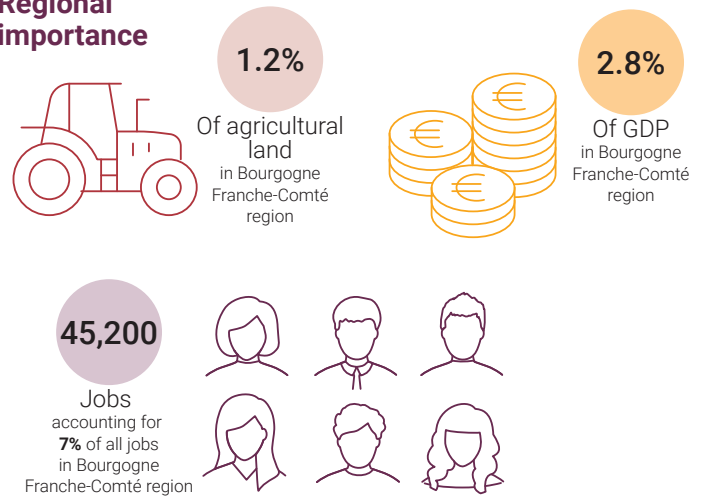 Regional
importance
1.2%
Of agricultural
land
in Bourgogne
Franche-Comté
region
2.8%
Of GDP
in Bourgogne
Franche-Comté
region
45,200
Jobs
accounting for
7% of all jobs
in Bourgogne
Franche-Comté region